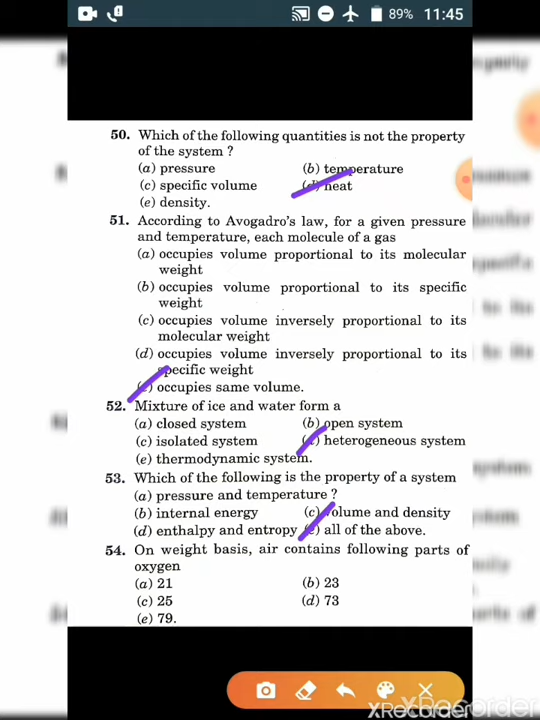 89% 11:45
50. Which of the following quantities is not the property
of the system ?
(a) pressure (b) temperature
(c) specific volume (d) heat
(e) density.
51. According to Avogadro's law, for a given pressure
and temperature, each molecule of a gas
(a) occupies volume proportional to its molecular
weight
(b) occupies volume proportional to its specific
weight
(c) occupies volume inversely proportional to its
molecular weight
(d) occupies volume inversely proportional to its
specific weight
(e) occupies same volume.
52. Mixture of ice and water form a
(a) closed system (b) open system
(c) isolated system (d) heterogeneous system
(e) thermodynamic system.
53. Which of the following is the property of a system
(a) pressure and temperature ?
(b) internal energy (c) volume and density
(d) enthalpy and entropy (e) all of the above.
54. On weight basis, air contains following parts of
oxygen
(a) 21 (b) 23
(c) 25 (d) 73
(e) 79.
XRecorder